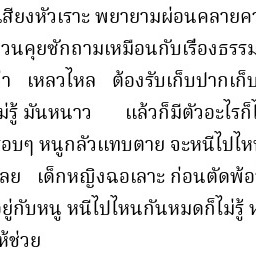 เสียงหัวเราะ พยายามผ่อนคลายคว
วนคุยซักถามเหมือนกับเรื่องธรรม
า เหลวไหล ต้องรับเก็บปากเก็บ
ม่รู้ มันหนาว แล้วก็มีตัวอะไรก็ไ
อบๆ หนูกลัวแทบตาย จะหนีไปไห
ลย เด็กหญิงฉอเลาะ ก่อนตัดพ้อ
อยู่กับหนู หนีไปไหนกันหมดก็ไม่รู้ ห
ห้ช่วย